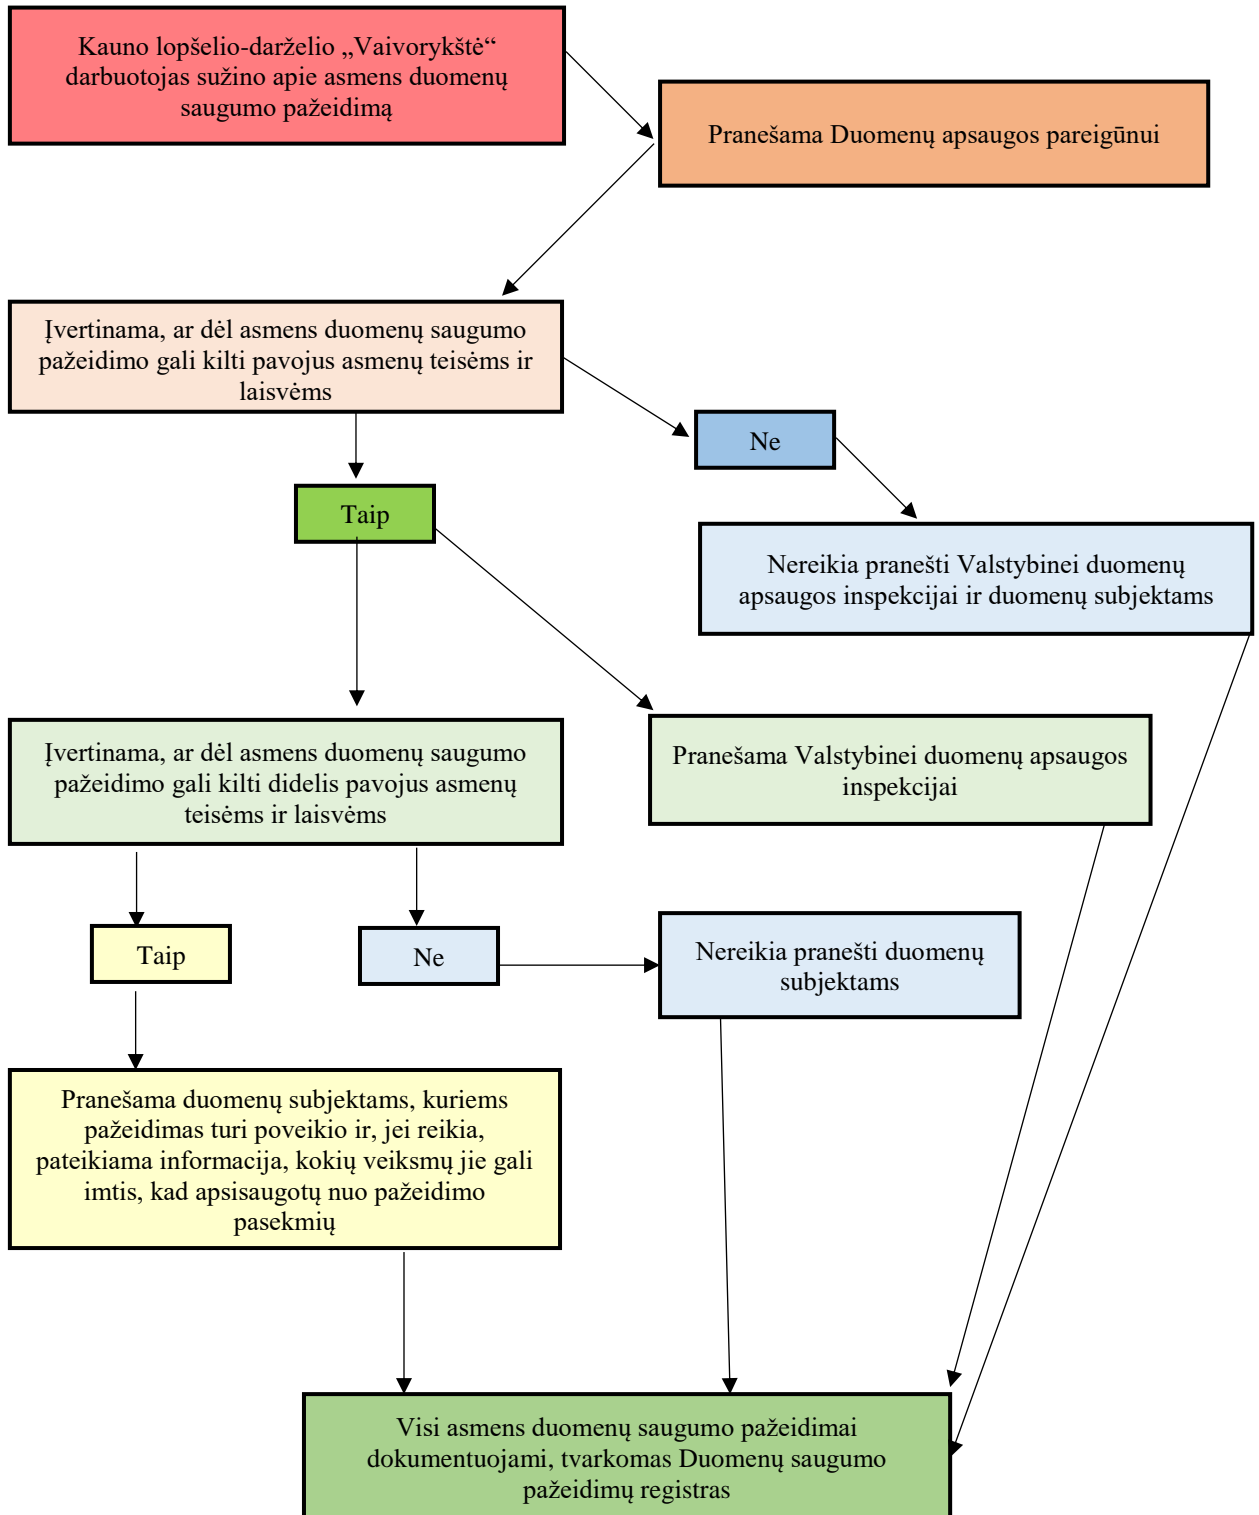 Kauno lopšelio-darželio „Vaivorykštė“
darbuotojas sužino apie asmens duomenų
saugumo pažeidimą
Pranešama Duomenų apsaugos pareigūnui
Įvertinama, ar dėl asmens duomenų saugumo
pažeidimo gali kilti pavojus asmenų teisėms ir
laisvėms
Ne
Taip
Nereikia pranešti Valstybinei duomenų
apsaugos inspekcijai ir duomenų subjektams
Įvertinama, ar dėl asmens duomenų saugumo
pažeidimo gali kilti didelis pavojus asmenų
teisėms ir laisvėms
Pranešama Valstybinei duomenų apsaugos
inspekcijai
Taip
Ne
Nereikia pranešti duomenų
subjektams
Pranešama duomenų subjektams, kuriems
pažeidimas turi poveikio ir, jei reikia,
pateikiama informacija, kokių veiksmų jie gali
imtis, kad apsisaugotų nuo pažeidimo
pasekmių
Visi asmens duomenų saugumo pažeidimai
dokumentuojami, tvarkomas Duomenų saugumo
pažeidimų registras